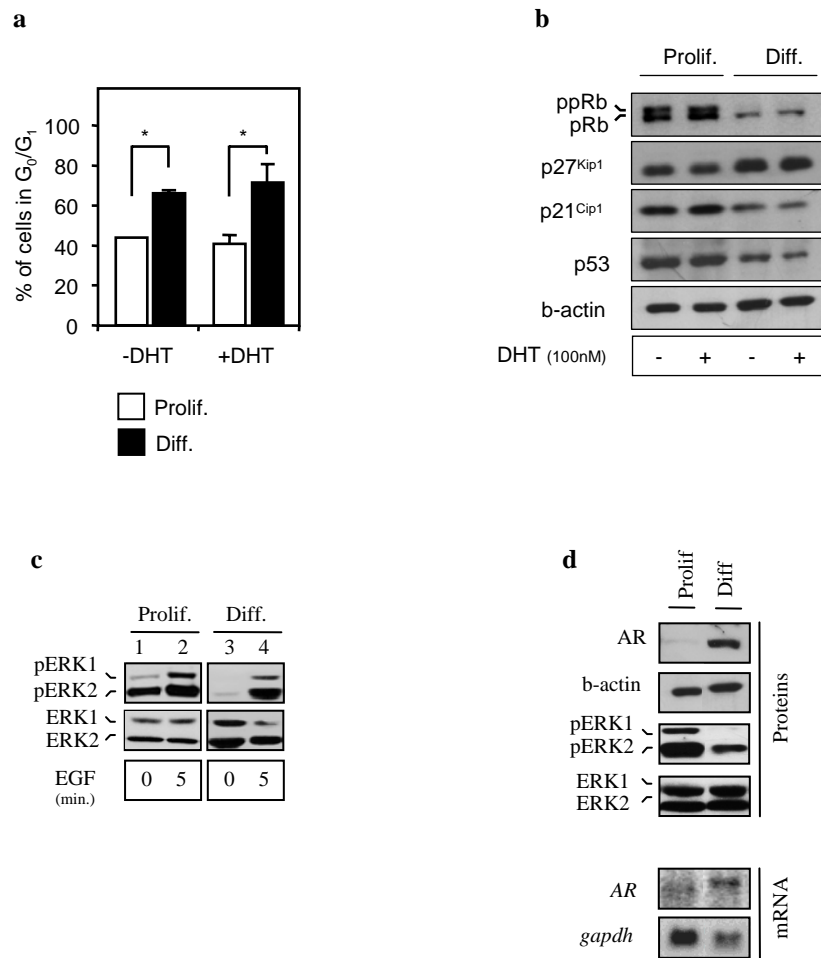 a
% of cells in G0/G1
100
80
60
40
20
0
*
*
-DHT +DHT
Prolif.
Diff.
b
Prolif. Diff.
ppRb
pRb
p27Kip1
p21Cip1
p53
b-actin
DHT (100nM) - + - +
c
Prolif. Diff.
1 2 3 4
pERK1
pERK2
ERK1
ERK2
EGF 0 5 0 5
(min.)
d
Prolif Diff
AR
b-actin
pERK1
pERK2
ERK1
ERK2
Proteins
AR
gapdh
mRNA